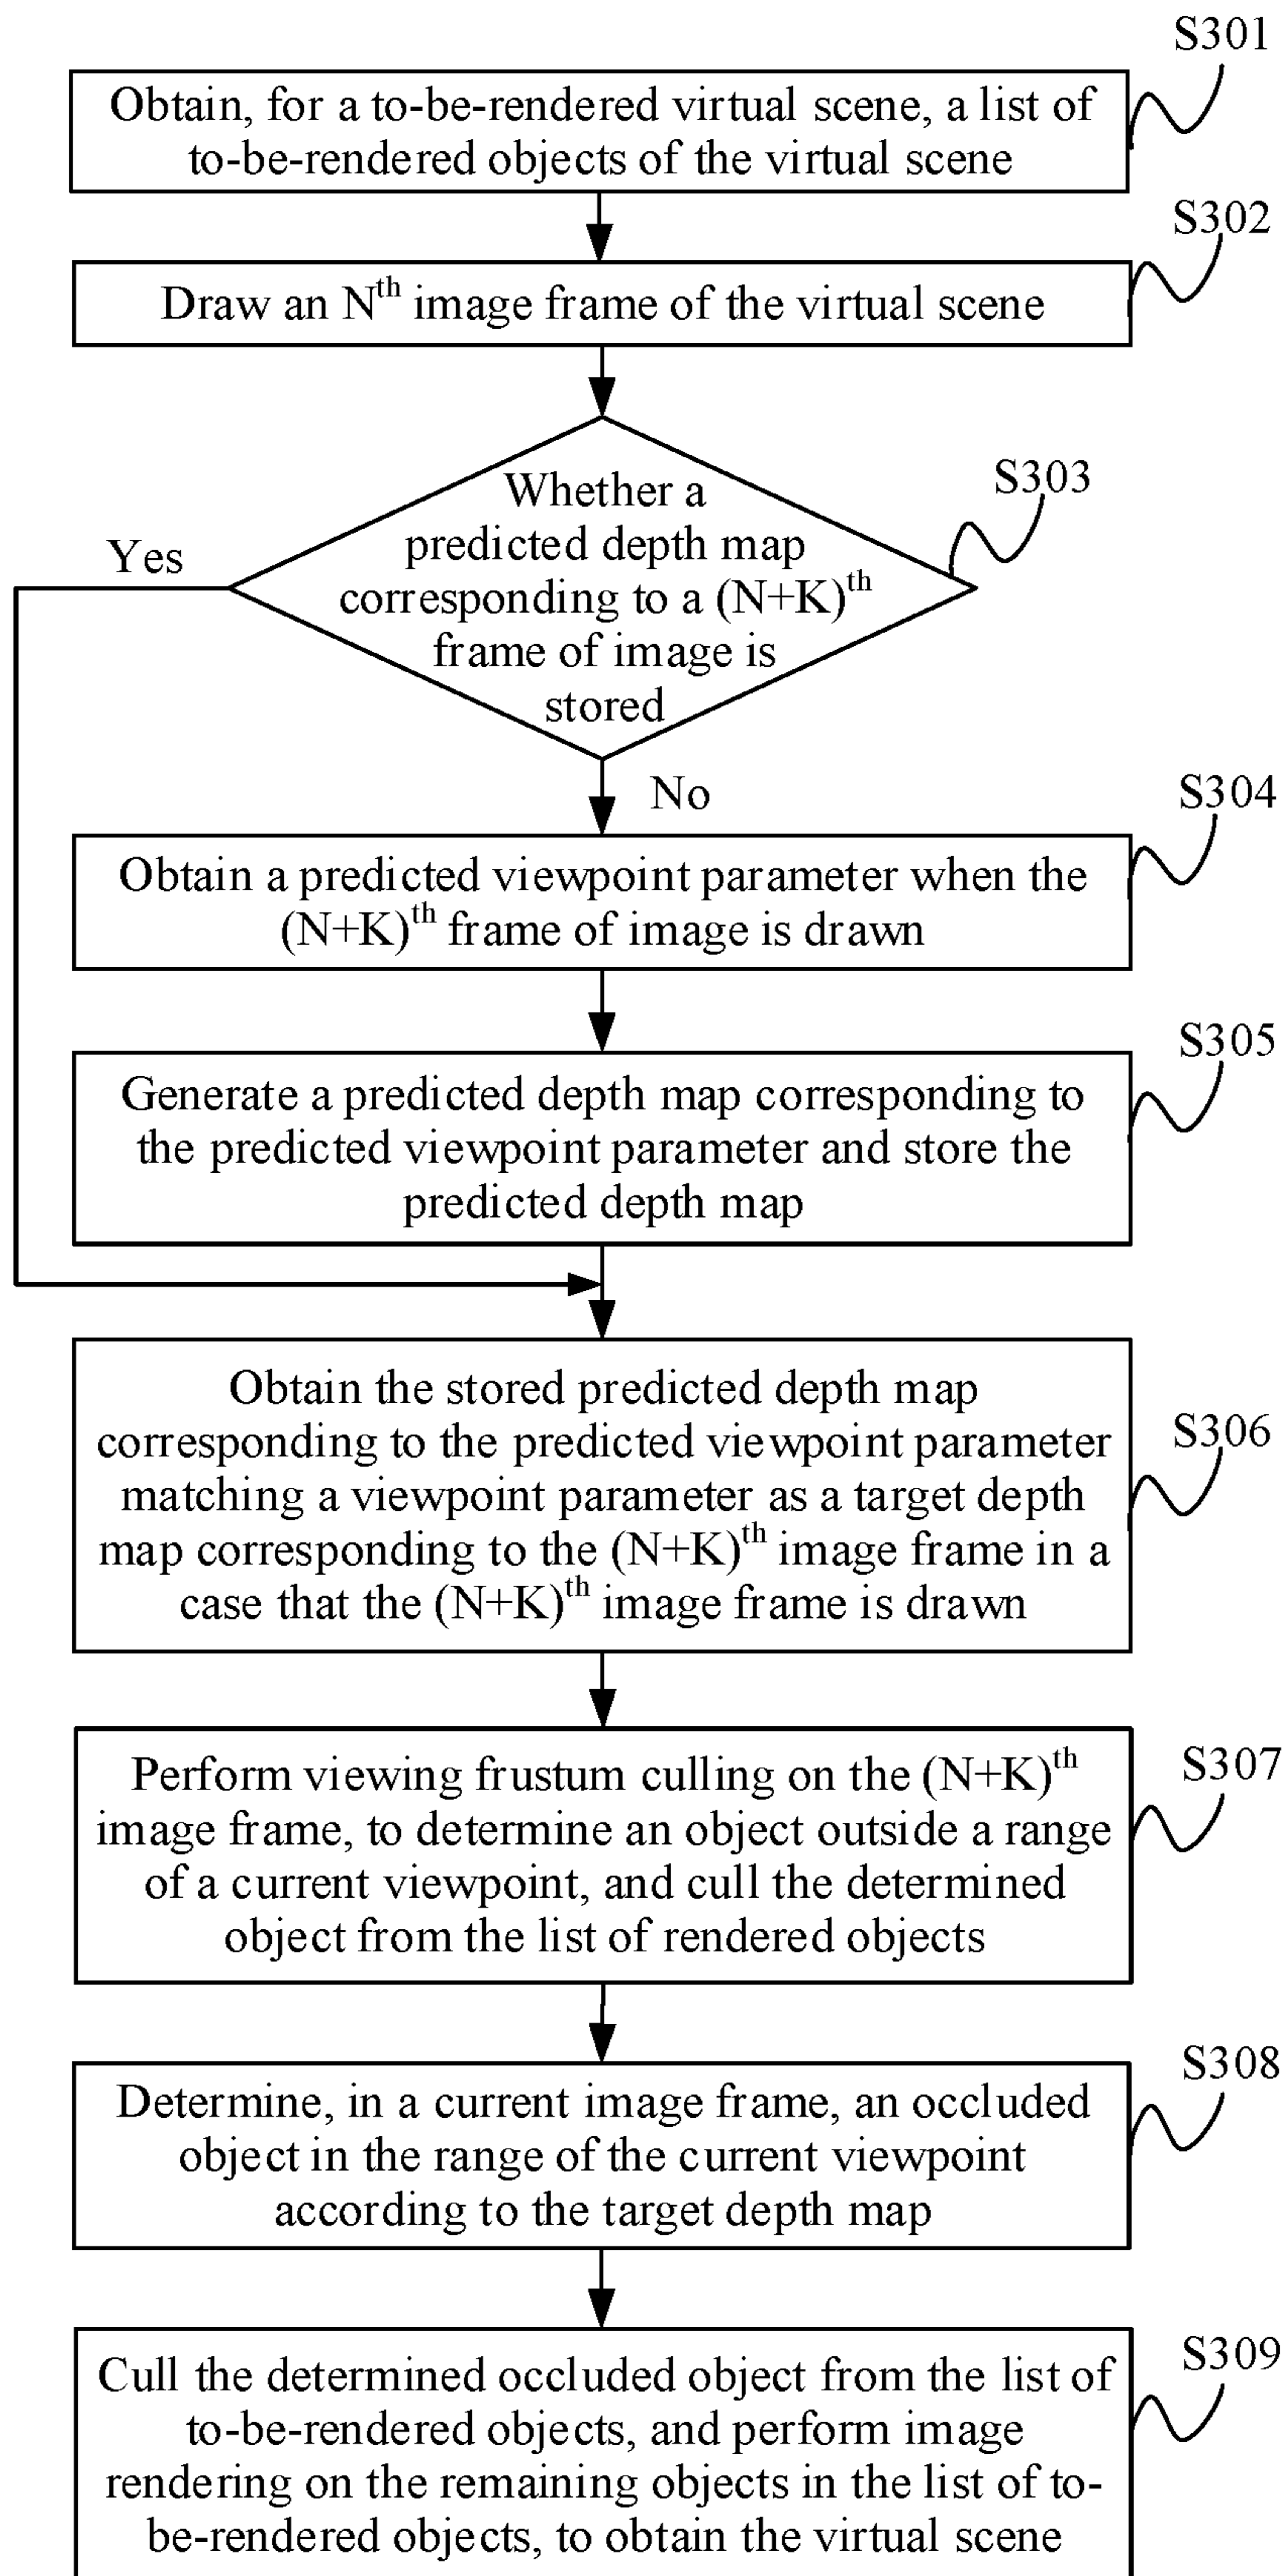 S301
Obtain, for a to-be-rendered virtual scene, a list of
to-be-rendered objects of the virtual scene
S302
Draw an Nth image frame of the virtual scene
S303
Whether a
predicted depth map
corresponding to a (N+K)th
frame of image is
stored
Yes
No
S304
Obtain a predicted viewpoint parameter when the
(N+K)th frame of image is drawn
S305
Generate a predicted depth map corresponding to
the predicted viewpoint parameter and store the
predicted depth map
S306
Obtain the stored predicted depth map
corresponding to the predicted viewpoint parameter
matching a viewpoint parameter as a target depth
map corresponding to the (N+K)th image frame in a
case that the (N+K)th image frame is drawn
S307
Perform viewing frustum culling on the (N+K)th
image frame, to determine an object outside a range
of a current viewpoint, and cull the determined
object from the list of rendered objects
S308
Determine, in a current image frame, an occluded
object in the range of the current viewpoint
according to the target depth map
S309
Cull the determined occluded object from the list of
to-be-rendered objects, and perform image
rendering on the remaining objects in the list of to-
be-rendered objects, to obtain the virtual scene